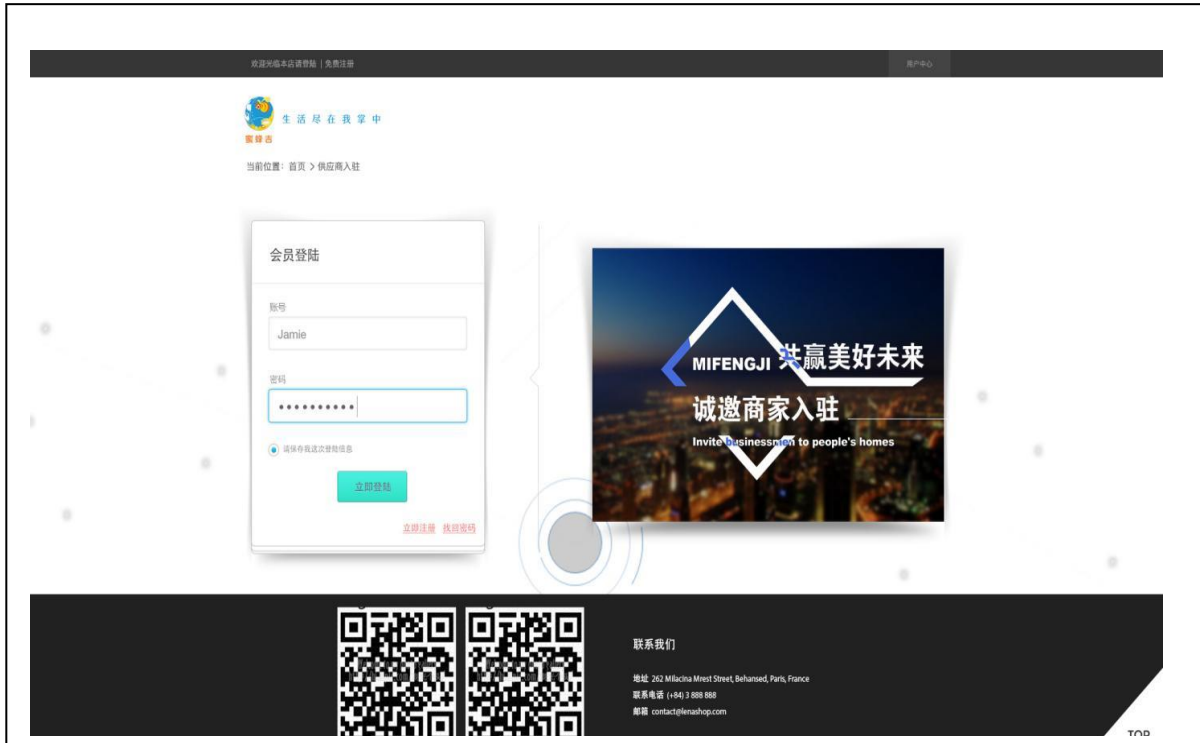 欢迎光临本店请登陆 | 免费注册
用户中心
生活尽在我掌中
蜜蜂吉
当前位置：首页 > 供应商入驻
会员登陆
账号
Jamie
密码
请保存我这次登陆信息
立即登陆
立即注册 找回密码
MIFENGJI 共赢美好未来
诚邀商家入驻
Invite businessmen to people's homes
联系我们
地址 262 Milacina Mrest Street, Behansed, Paris, France
联系电话 (+84) 3 888 888
邮箱 contact@lenashop.com
TOP